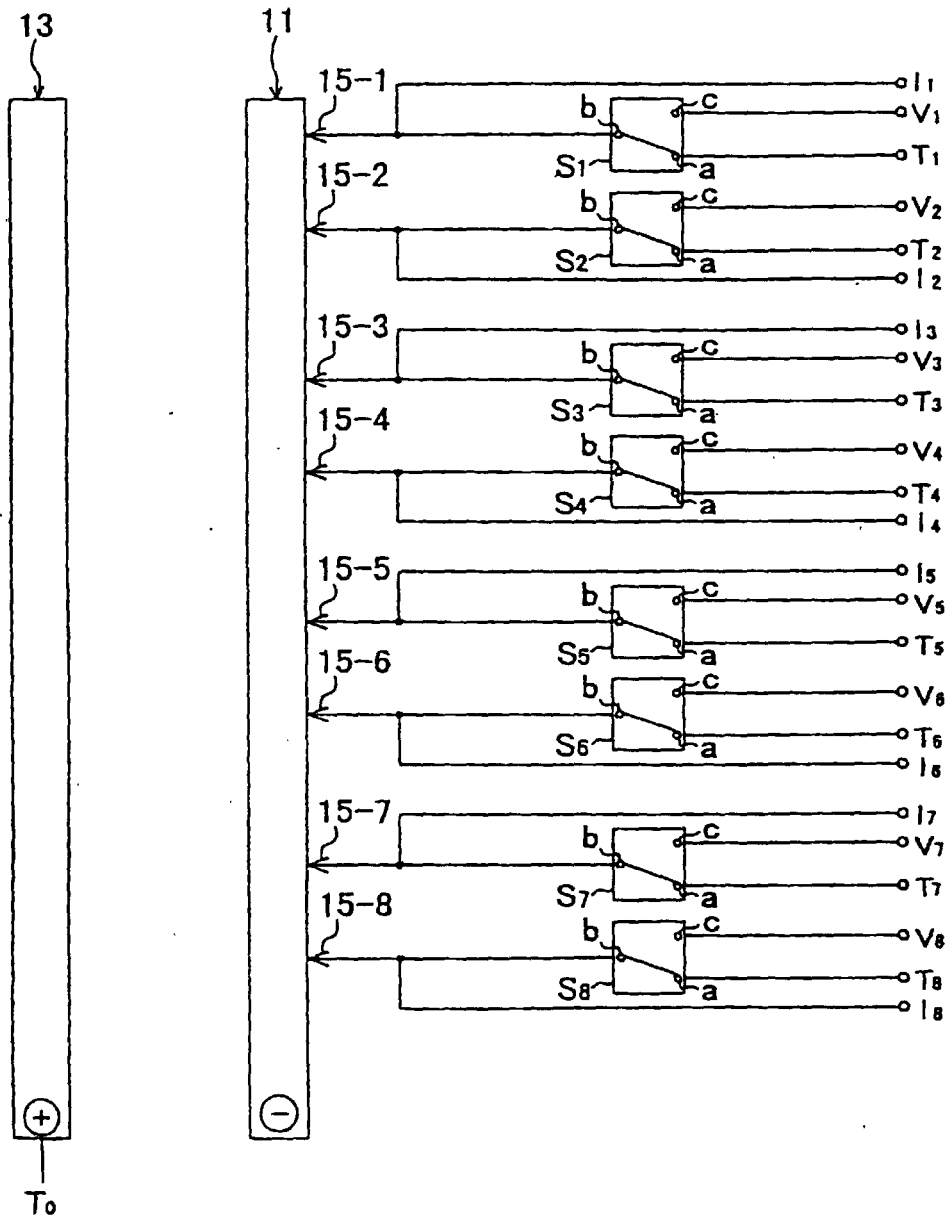 13
11
15-1
I1
b
c
V1
S1
a
T1
15-2
b
c
V2
S2
a
T2
I2
15-3
I3
b
c
V3
S3
a
T3
15-4
b
c
V4
S4
a
T4
I4
15-5
I5
b
c
V5
S5
a
T5
15-6
b
c
V6
S6
a
T6
I6
15-7
I7
b
c
V7
S7
a
T7
15-8
b
c
V8
S8
a
T8
I8
+
−
T0